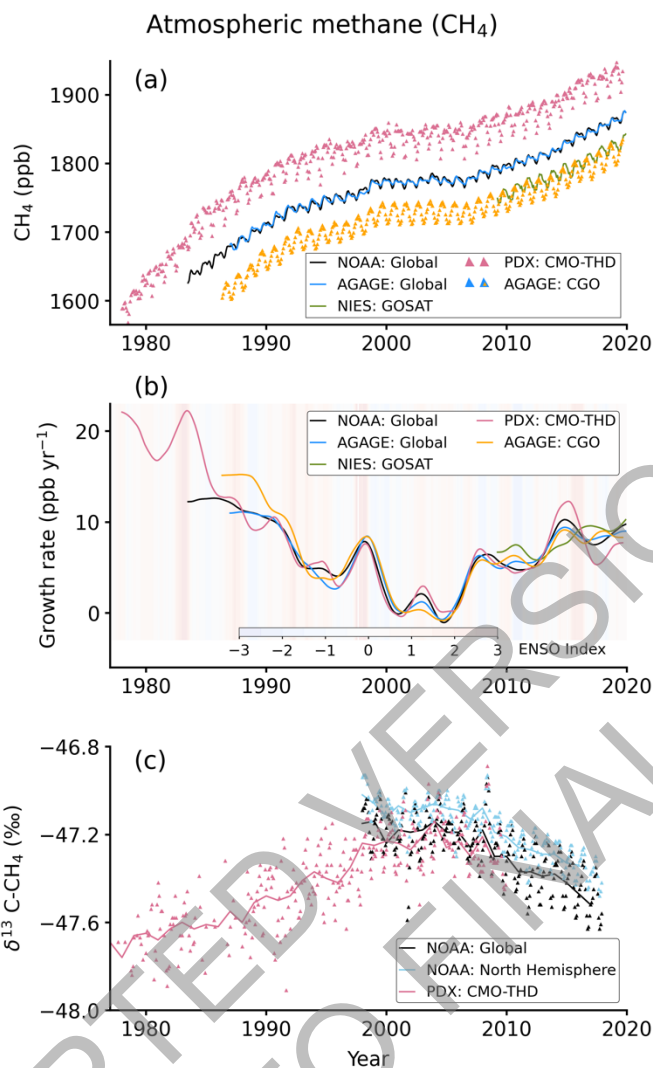 Atmospheric methane (CH₄)
(a)
CH₄ (ppb)
1900
1800
1700
1600
NOAA: Global
AGAGE: Global
NIES: GOSAT
PDX: CMO-THD
AGAGE: CGO
1980 1990 2000 2010 2020
(b)
Growth rate (ppb yr⁻¹)
20
10
0
NOAA: Global
AGAGE: Global
NIES: GOSAT
PDX: CMO-THD
AGAGE: CGO
−3 −2 −1 0 1 2 3 ENSO Index
1980 1990 2000 2010 2020
(c)
δ¹³ C-CH₄ (‰)
−46.8
−47.2
−47.6
−48.0
NOAA: Global
NOAA: North Hemisphere
PDX: CMO-THD
1980 1990 2000 2010 2020
Year